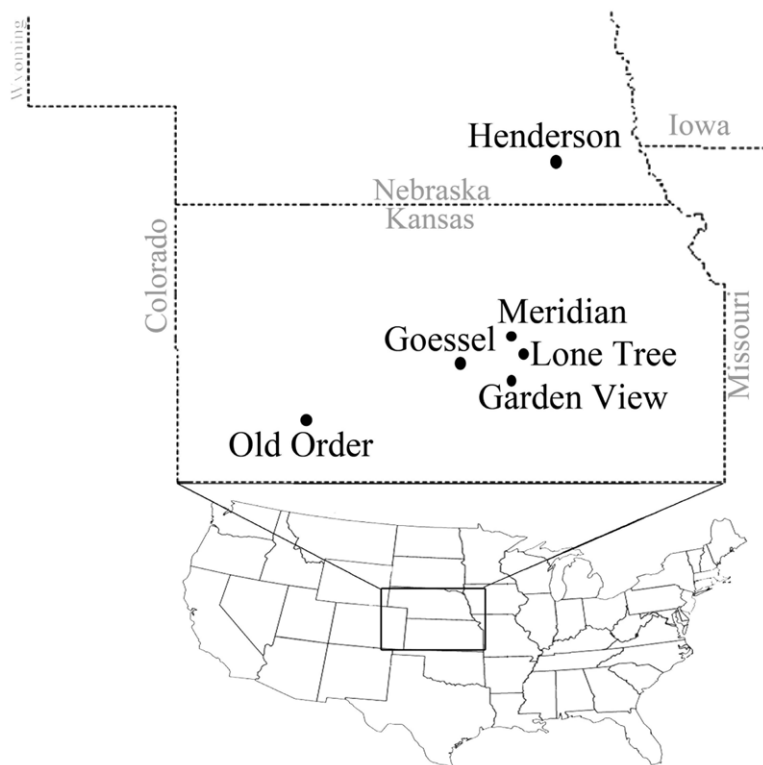 Wyoming
Henderson
Iowa
Nebraska
Kansas
Colorado
Meridian
Goessel
Lone Tree
Missouri
Garden View
Old Order